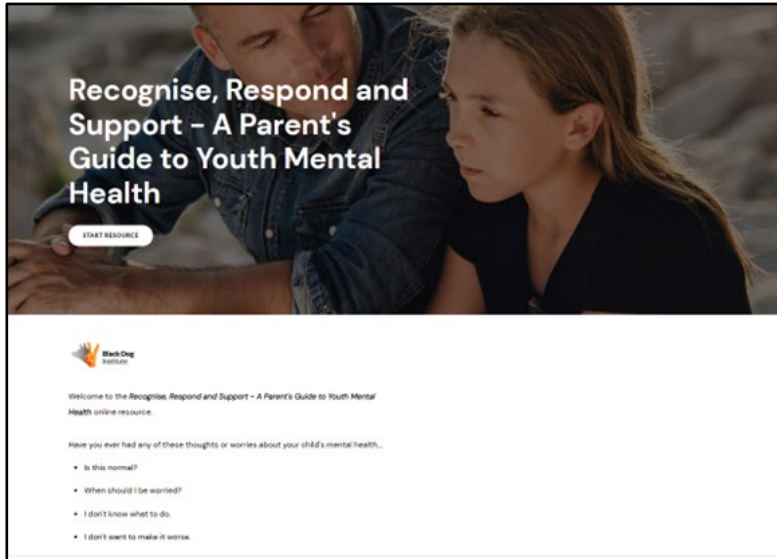 Recognise, Respond and
Support – A Parent's
Guide to Youth Mental
Health
START RESOURCE
Black Dog
Institute
Welcome to the Recognise, Respond and Support – A Parent's Guide to Youth Mental
Health online resource.
Have you ever had any of these thoughts or worries about your child's mental health...
• Is this normal?
• When should I be worried?
• I don't know what to do.
• I don't want to make it worse.